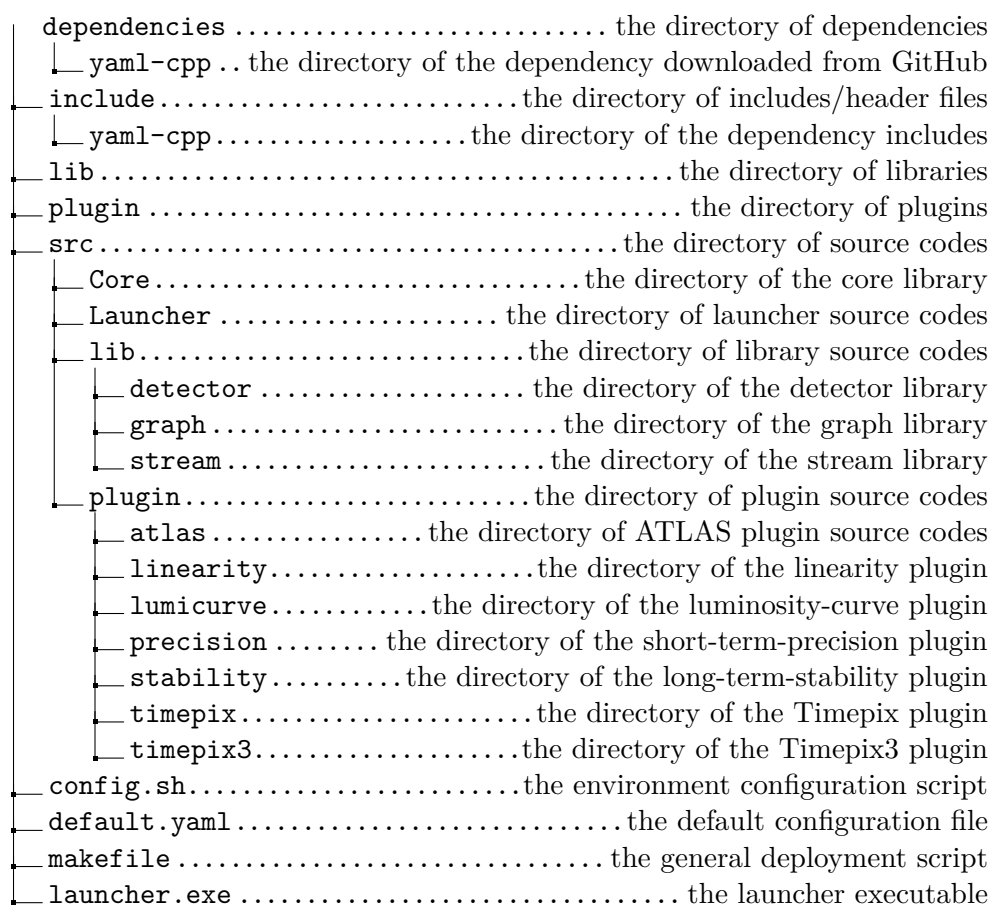 dependencies ............................ the directory of dependencies
yaml-cpp .. the directory of the dependency downloaded from GitHub
include........................... the directory of includes/header files
yaml-cpp................... the directory of the dependency includes
lib........................................... the directory of libraries
plugin ........................................ the directory of plugins
src......................................... the directory of source codes
Core................................ the directory of the core library
Launcher ..................... the directory of launcher source codes
lib............................. the directory of library source codes
detector .................... the directory of the detector library
graph.......................... the directory of the graph library
stream........................ the directory of the stream library
plugin.......................... the directory of plugin source codes
atlas................ the directory of ATLAS plugin source codes
linearity.................... the directory of the linearity plugin
lumicurve............ the directory of the luminosity-curve plugin
precision ........ the directory of the short-term-precision plugin
stability.......... the directory of the long-term-stability plugin
timepix...................... the directory of the Timepix plugin
timepix3.................... the directory of the Timepix3 plugin
config.sh......................... the environment configuration script
default.yaml............................. the default configuration file
makefile .................................. the general deployment script
launcher.exe ................................. the launcher executable